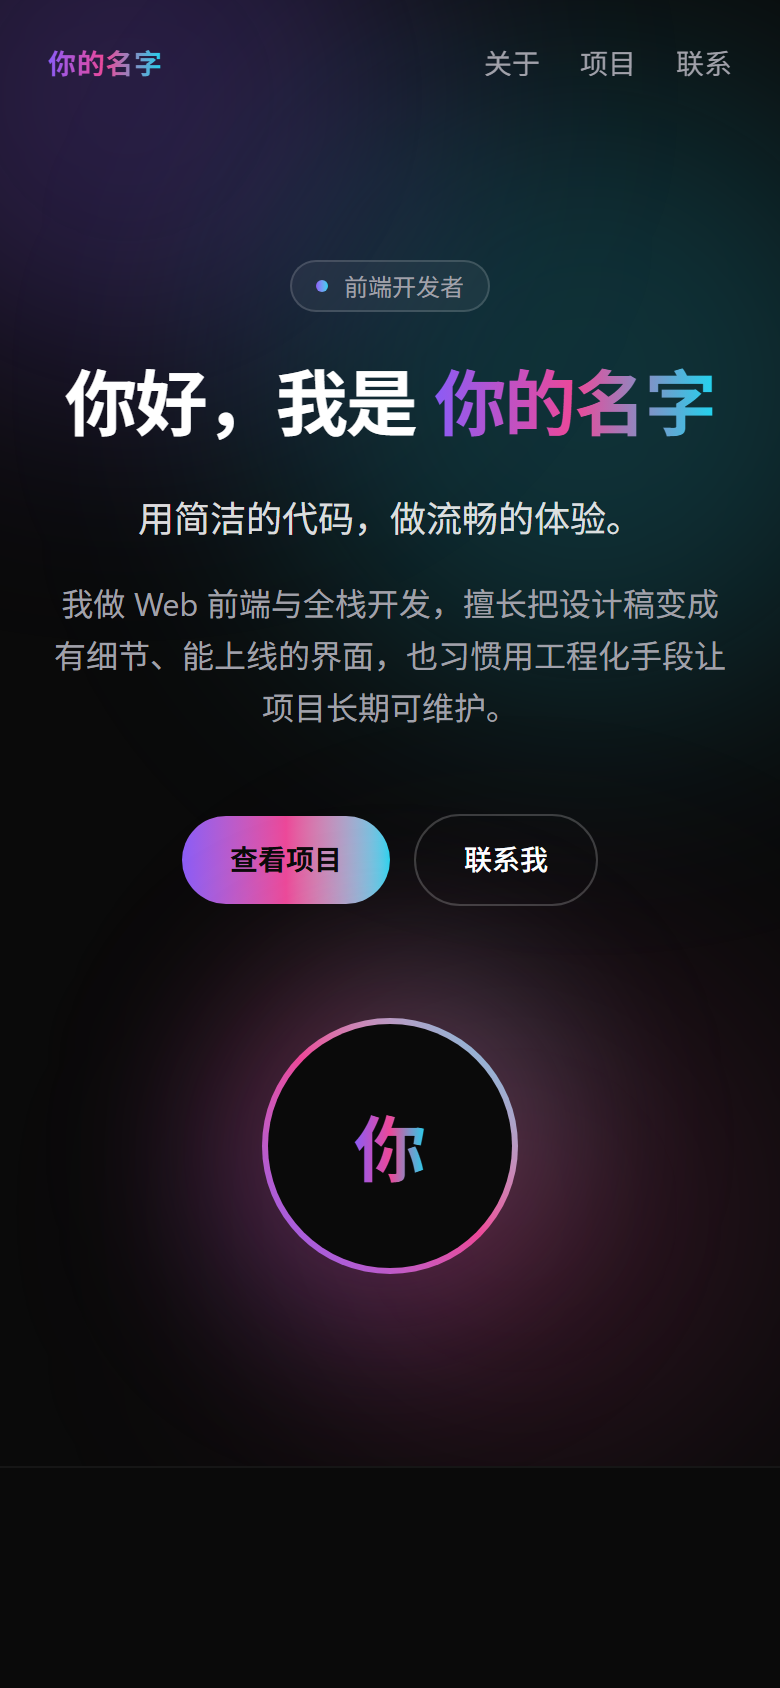 你的名字
关于 项目 联系
前端开发者
你好，我是 你的名字
用简洁的代码，做流畅的体验。
我做 Web 前端与全栈开发，擅长把设计稿变成
有细节、能上线的界面，也习惯用工程化手段让
项目长期可维护。
查看项目
联系我
你